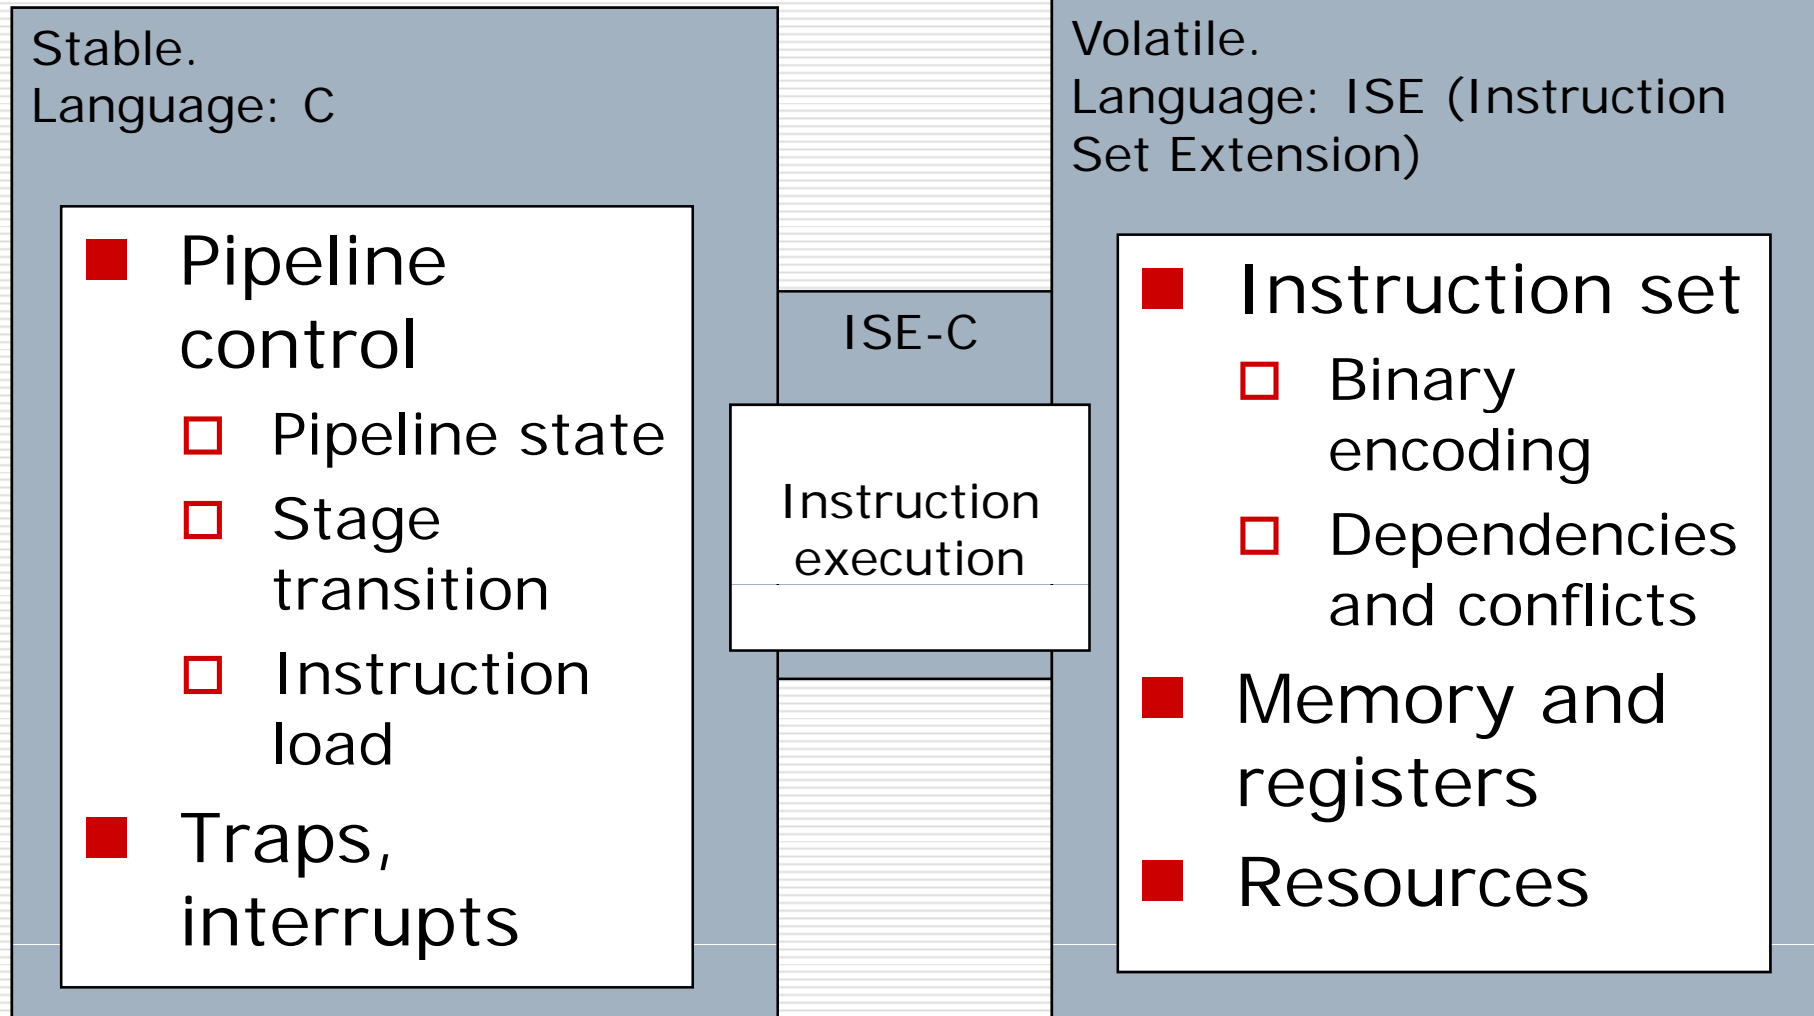 Stable.
Language: C
Pipeline
control
Pipeline state
Stage
transition
Instruction
load
Traps,
interrupts
ISE-C
Instruction
execution
Volatile.
Language: ISE (Instruction
Set Extension)
Instruction set
Binary
encoding
Dependencies
and conflicts
Memory and
registers
Resources